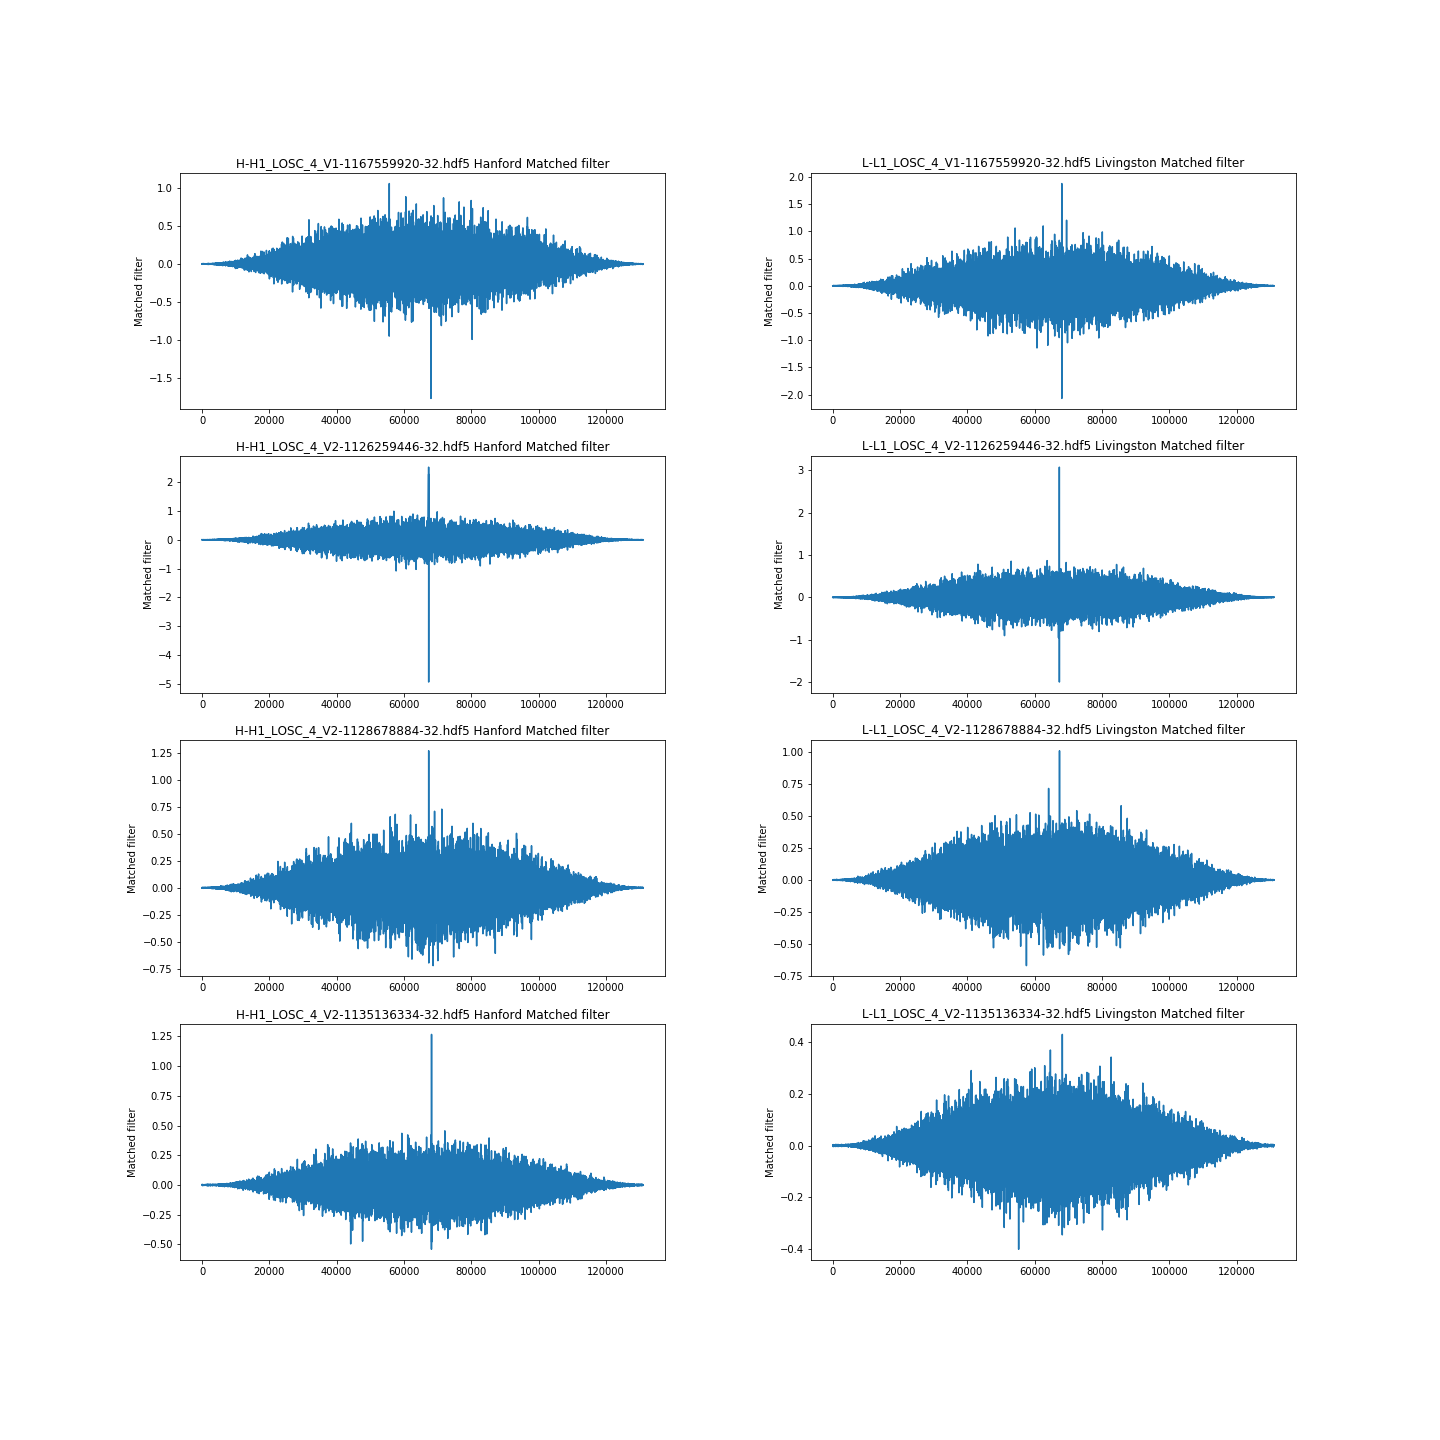 H-H1_LOSC_4_V1-1167559920-32.hdf5 Hanford Matched filter
Matched filter
1.0
0.5
0.0
−0.5
−1.0
−1.5
0 20000 40000 60000 80000 100000 120000
L-L1_LOSC_4_V1-1167559920-32.hdf5 Livingston Matched filter
Matched filter
2.0
1.5
1.0
0.5
0.0
−0.5
−1.0
−1.5
−2.0
0 20000 40000 60000 80000 100000 120000
H-H1_LOSC_4_V2-1126259446-32.hdf5 Hanford Matched filter
Matched filter
2
1
0
−1
−2
−3
−4
−5
0 20000 40000 60000 80000 100000 120000
L-L1_LOSC_4_V2-1126259446-32.hdf5 Livingston Matched filter
Matched filter
3
2
1
0
−1
−2
0 20000 40000 60000 80000 100000 120000
H-H1_LOSC_4_V2-1128678884-32.hdf5 Hanford Matched filter
Matched filter
1.25
1.00
0.75
0.50
0.25
0.00
−0.25
−0.50
−0.75
0 20000 40000 60000 80000 100000 120000
L-L1_LOSC_4_V2-1128678884-32.hdf5 Livingston Matched filter
Matched filter
1.00
0.75
0.50
0.25
0.00
−0.25
−0.50
−0.75
0 20000 40000 60000 80000 100000 120000
H-H1_LOSC_4_V2-1135136334-32.hdf5 Hanford Matched filter
Matched filter
1.25
1.00
0.75
0.50
0.25
0.00
−0.25
−0.50
0 20000 40000 60000 80000 100000 120000
L-L1_LOSC_4_V2-1135136334-32.hdf5 Livingston Matched filter
Matched filter
0.4
0.2
0.0
−0.2
−0.4
0 20000 40000 60000 80000 100000 120000